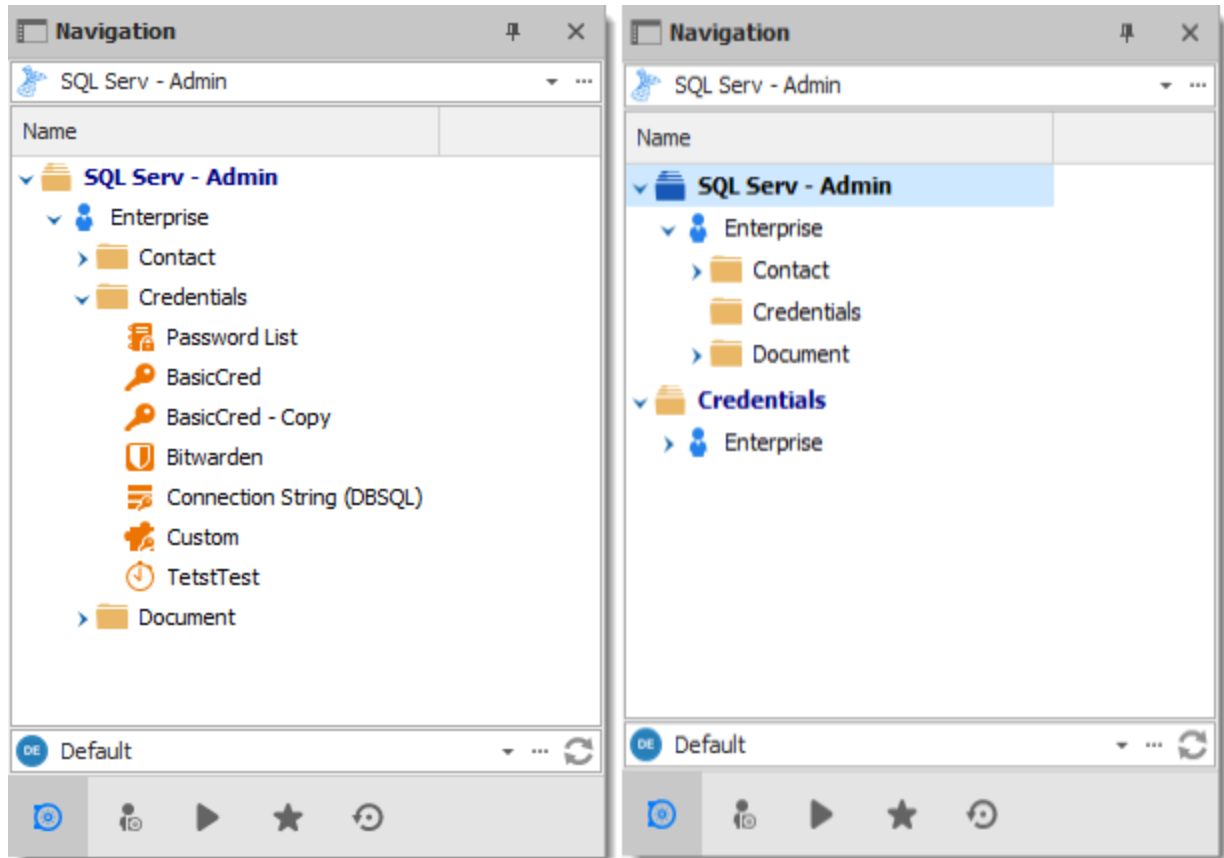 Navigation
SQL Serv - Admin
Name
SQL Serv - Admin
Enterprise
Contact
Credentials
Password List
BasicCred
BasicCred - Copy
Bitwarden
Connection String (DBSQL)
Custom
TetstTest
Document
DE Default
Navigation
SQL Serv - Admin
Name
SQL Serv - Admin
Enterprise
Contact
Credentials
Document
Credentials
Enterprise
DE Default